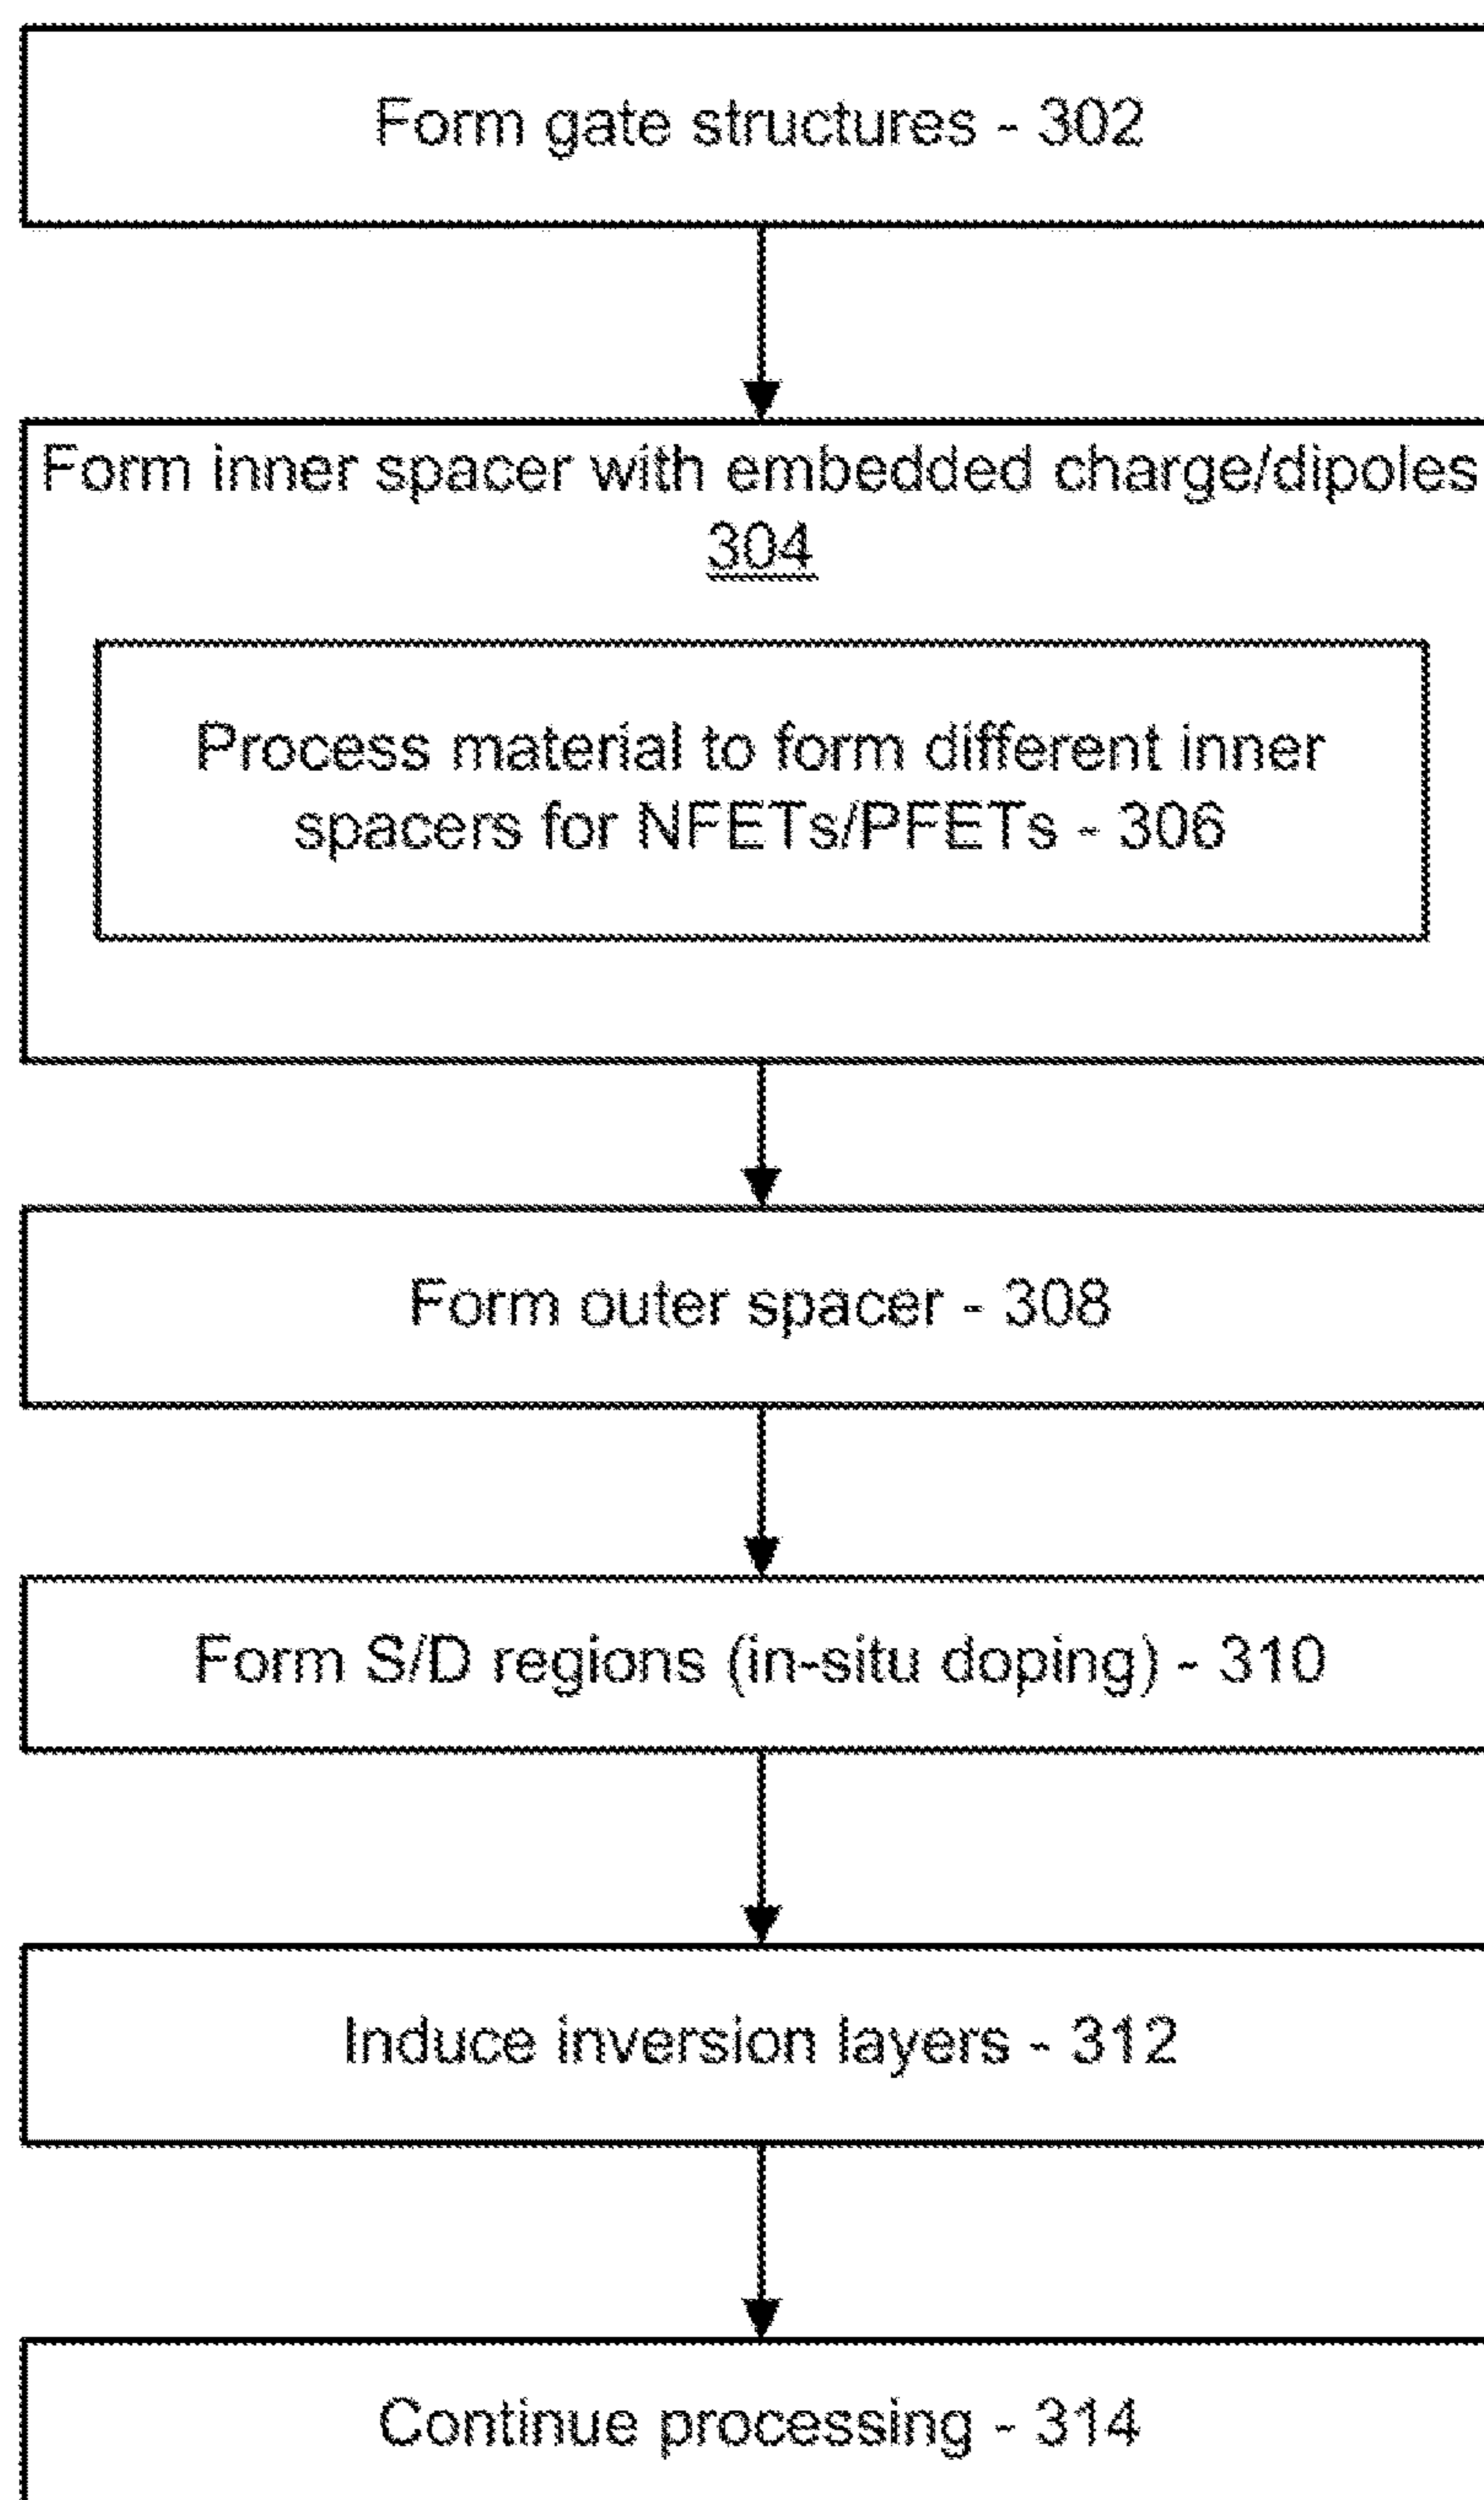 Form gate structures - 302
Form inner spacer with embedded charge/dipoles
304
Process material to form different inner
spacers for NFETs/PFETs - 306
Form outer spacer - 308
Form S/D regions (in-situ doping) - 310
Induce inversion layers - 312
Continue processing - 314